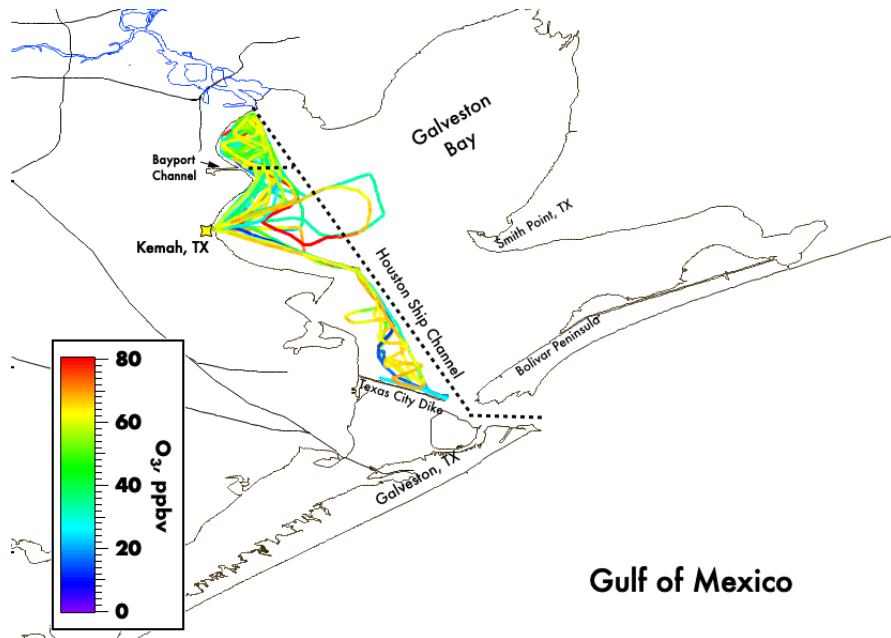 Galveston
Bay
Bayport
Channel
Smith Point, TX
Kemah, TX
Houston Ship Channel
Bolivar Peninsula
Texas City Dike
Galveston, TX
Gulf of Mexico
80
60
40
20
0
O3, ppbv